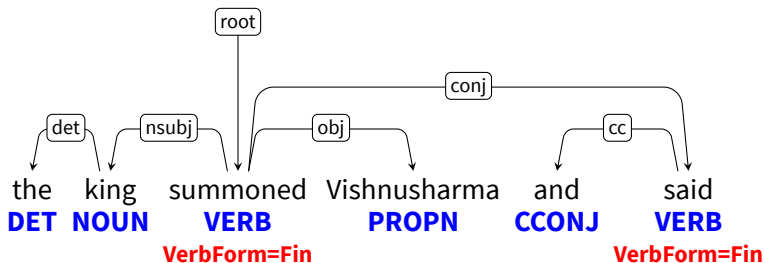 root
conj
det nsubj obj cc
the king summoned Vishnusharma and said
DET NOUN VERB PROPN CCONJ VERB
VerbForm=Fin VerbForm=Fin